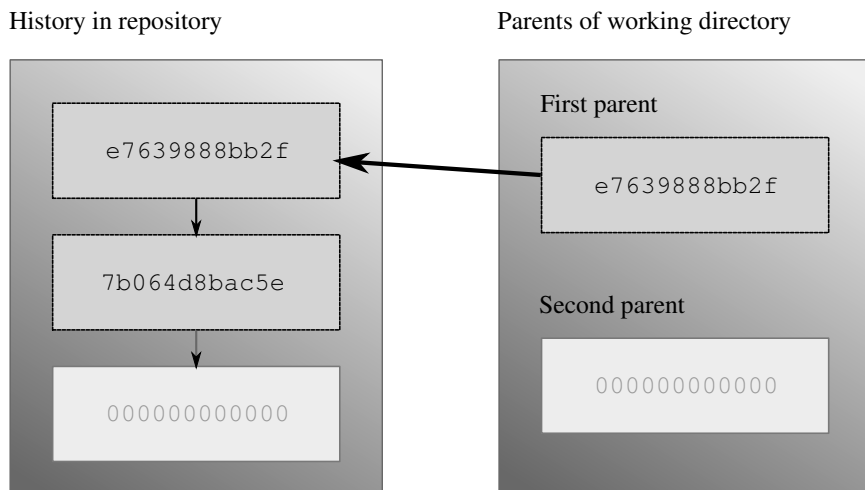 History in repository
e7639888bb2f
7b064d8bac5e
000000000000
Parents of working directory
First parent
e7639888bb2f
Second parent
000000000000